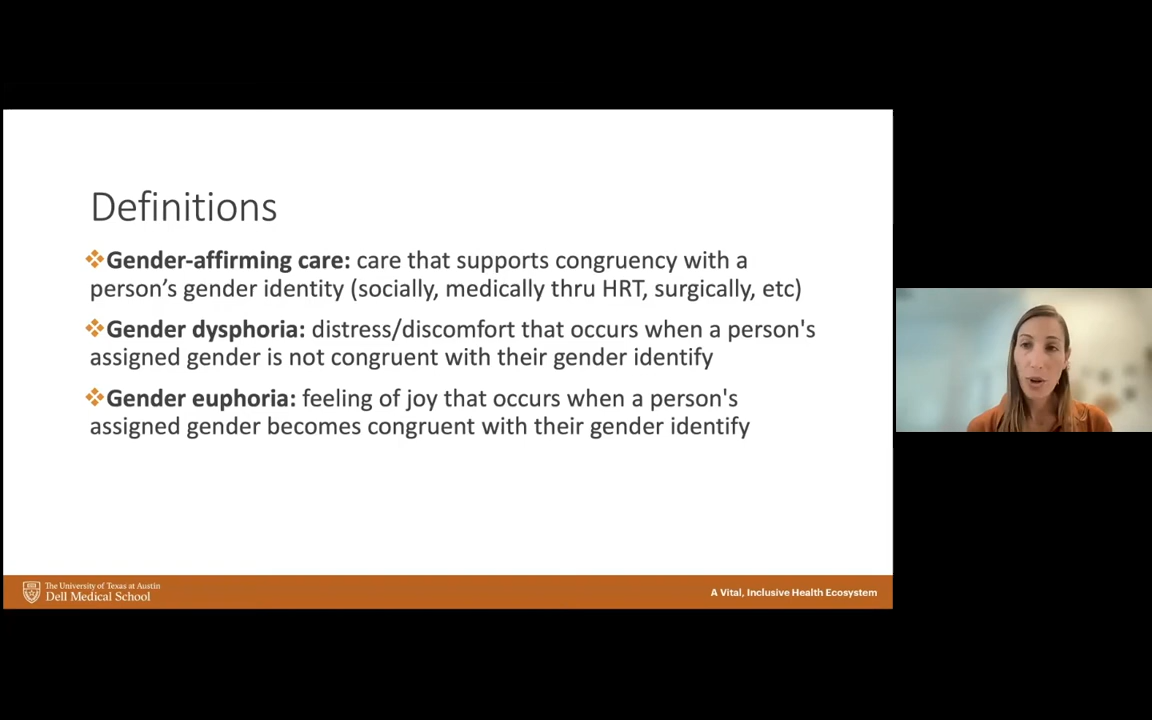 Definitions
❖Gender-affirming care: care that supports congruency with a
person’s gender identity (socially, medically thru HRT, surgically, etc)
❖Gender dysphoria: distress/discomfort that occurs when a person's
assigned gender is not congruent with their gender identify
❖Gender euphoria: feeling of joy that occurs when a person's
assigned gender becomes congruent with their gender identify
The University of Texas at Austin
Dell Medical School
A Vital, Inclusive Health Ecosystem